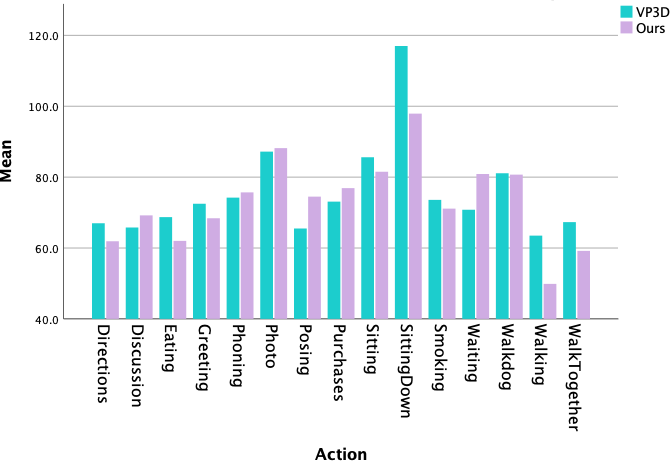 VP3D
Ours
Mean
120.0
100.0
80.0
60.0
40.0
Directions
Discussion
Eating
Greeting
Phoning
Photo
Posing
Purchases
Sitting
SittingDown
Smoking
Waiting
Walkdog
Walking
WalkTogether
Action